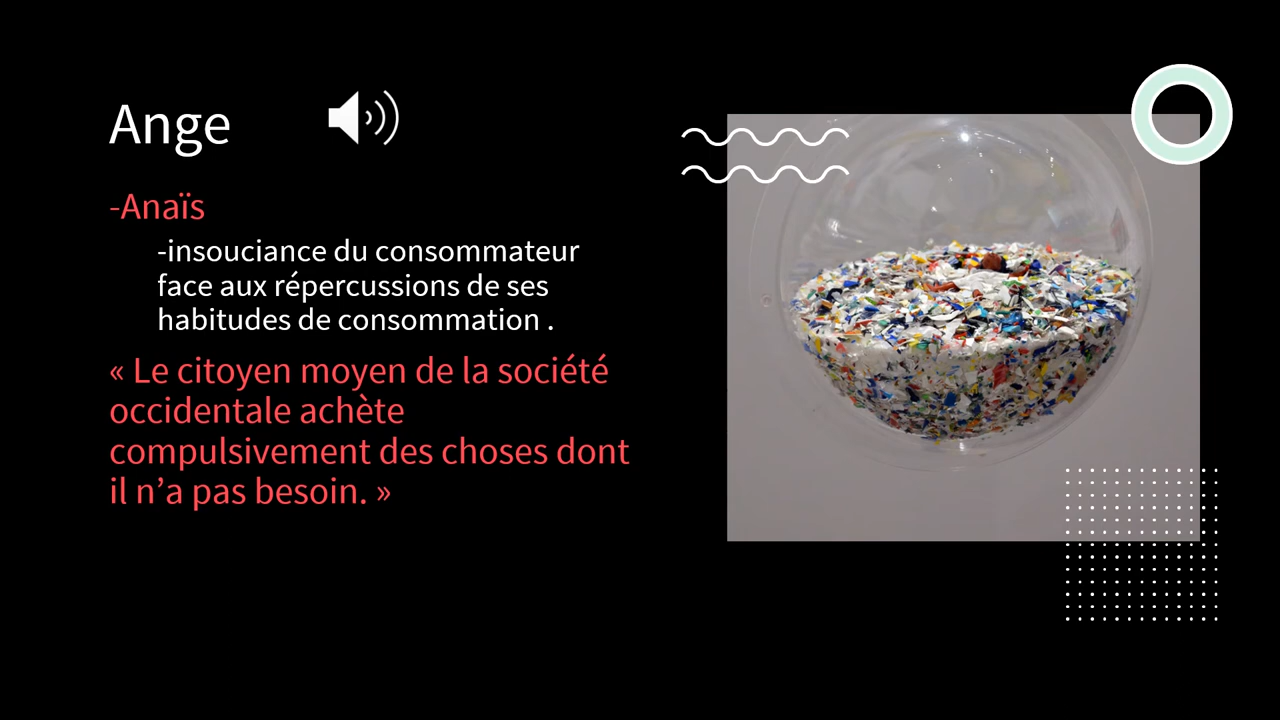 Ange
-Anaïs
-insouciance du consommateur
face aux répercussions de ses
habitudes de consommation .
« Le citoyen moyen de la société
occidentale achète
compulsivement des choses dont
il n’a pas besoin. »